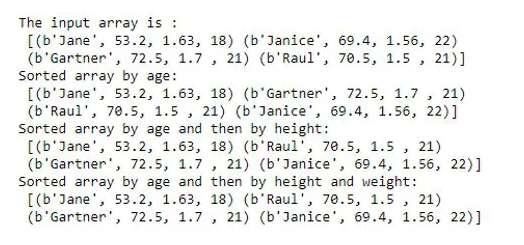 The input array is :
[(b'Jane', 53.2, 1.63, 18) (b'Janice', 69.4, 1.56, 22)
(b'Gartner', 72.5, 1.7 , 21) (b'Raul', 70.5, 1.5 , 21)]
Sorted array by age:
[(b'Jane', 53.2, 1.63, 18) (b'Gartner', 72.5, 1.7 , 21)
(b'Raul', 70.5, 1.5 , 21) (b'Janice', 69.4, 1.56, 22)]
Sorted array by age and then by height:
[(b'Jane', 53.2, 1.63, 18) (b'Raul', 70.5, 1.5 , 21)
(b'Gartner', 72.5, 1.7 , 21) (b'Janice', 69.4, 1.56, 22)]
Sorted array by age and then by height and weight:
[(b'Jane', 53.2, 1.63, 18) (b'Raul', 70.5, 1.5 , 21)
(b'Gartner', 72.5, 1.7 , 21) (b'Janice', 69.4, 1.56, 22)]